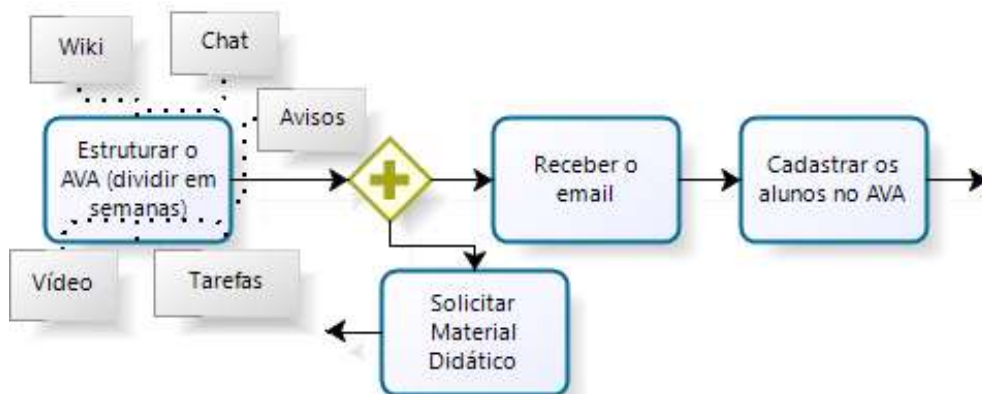 Wiki
Chat
Avisos
Estruturar o
AVA (dividir em
semanas)
Receber o
email
Cadastrar os
alunos no AVA
Vídeo
Tarefas
Solicitar
Material
Didático